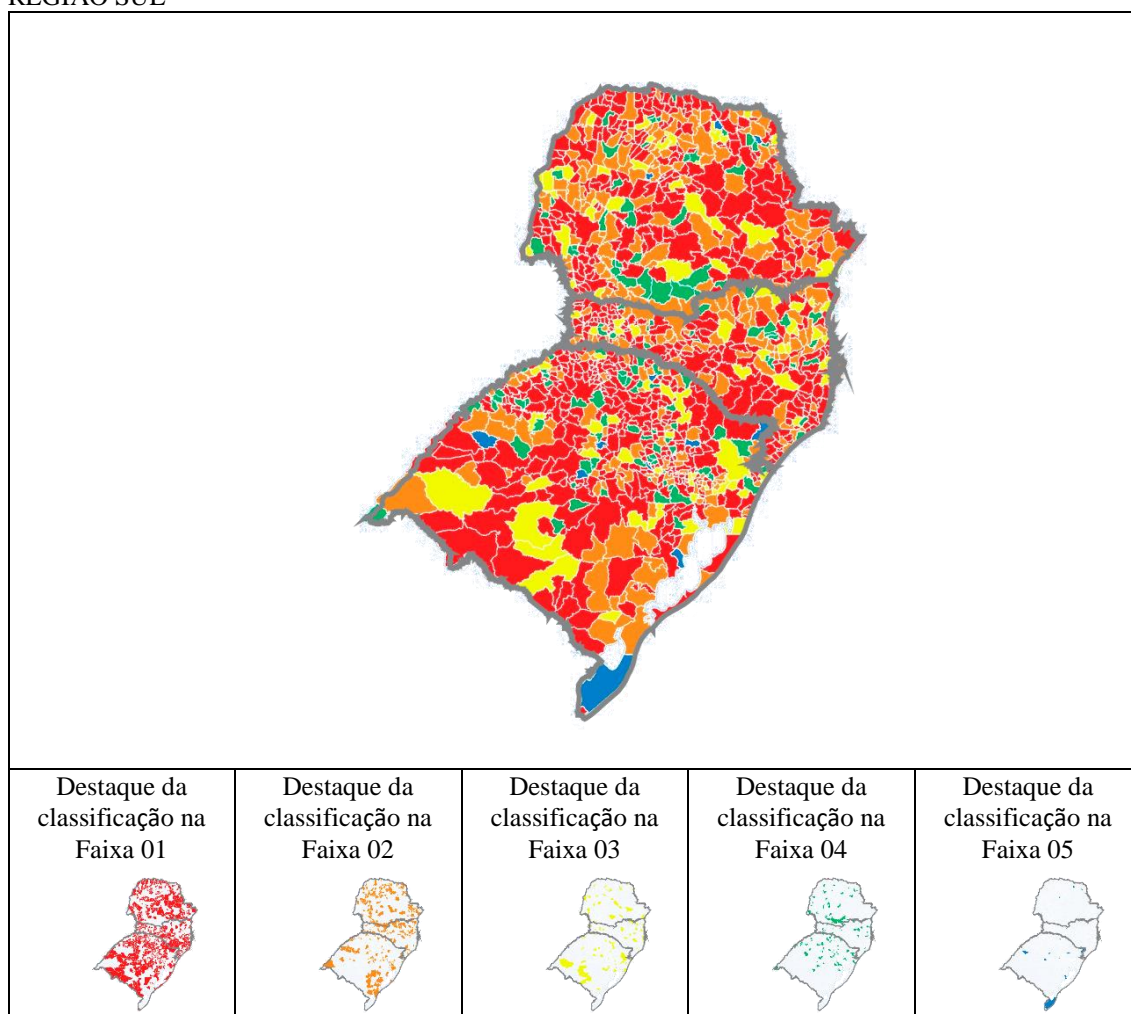 REGIÃO SUL
Destaque da
classificação na
Faixa 01
Destaque da
classificação na
Faixa 02
Destaque da
classificação na
Faixa 03
Destaque da
classificação na
Faixa 04
Destaque da
classificação na
Faixa 05